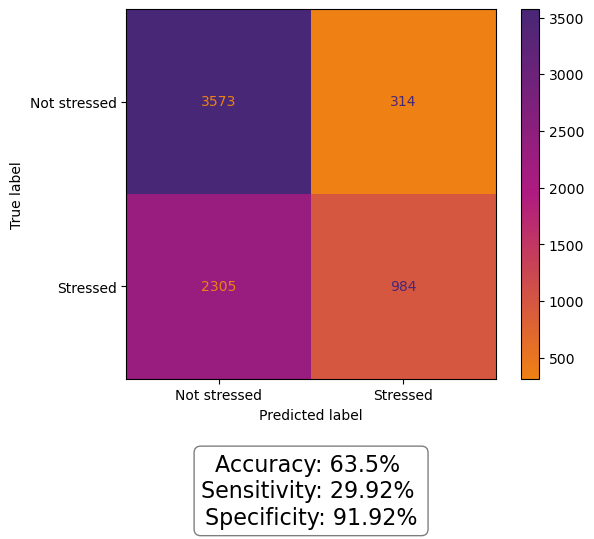 3500
3573
314
Not stressed
3000
2500
True label
2000
1500
Stressed
2305
984
1000
500
Not stressed
Stressed
Predicted label
Accuracy: 63.5%
Sensitivity: 29.92%
Specificity: 91.92%